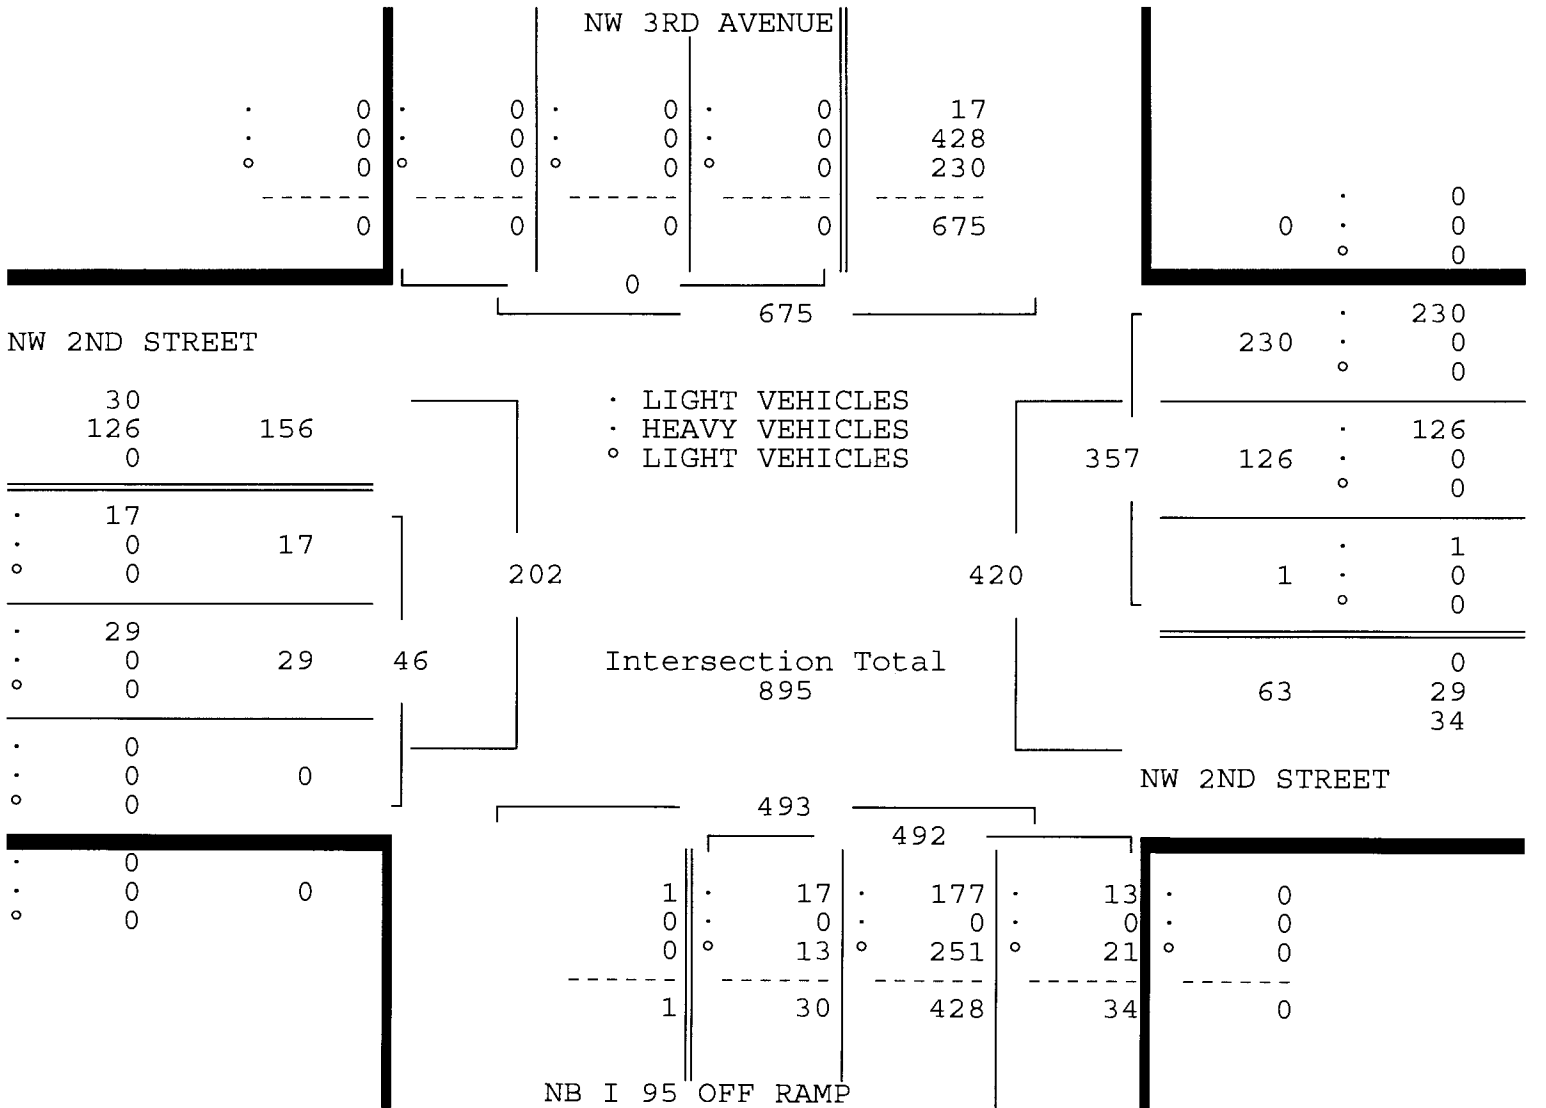 NW 3RD AVENUE
· 0 · 0 · 0 · 0 17
· 0 · 0 · 0 · 0 428
° 0 ° 0 ° 0 ° 0 230
------ ------ ------ ------ ------
0 0 0 0 675
· 0
0 · 0
° 0
0
675
NW 2ND STREET
· 230
230 · 0
° 0
30
126 156
0
· LIGHT VEHICLES
· HEAVY VEHICLES
° LIGHT VEHICLES
357
· 126
126 · 0
° 0
· 17
· 0 17
° 0
202
420
· 1
1 · 0
° 0
· 29
· 0 29 46
° 0
Intersection Total
895
0
63 29
34
· 0
· 0 0
° 0
NW 2ND STREET
493
492
· 0
· 0 0
° 0
1 · 17 · 177 · 13 · 0
0 · 0 · 0 · 0 · 0
0 ° 13 ° 251 ° 21 ° 0
------ ------ ------ ------ ------
1 30 428 34 0
NB I 95 OFF RAMP